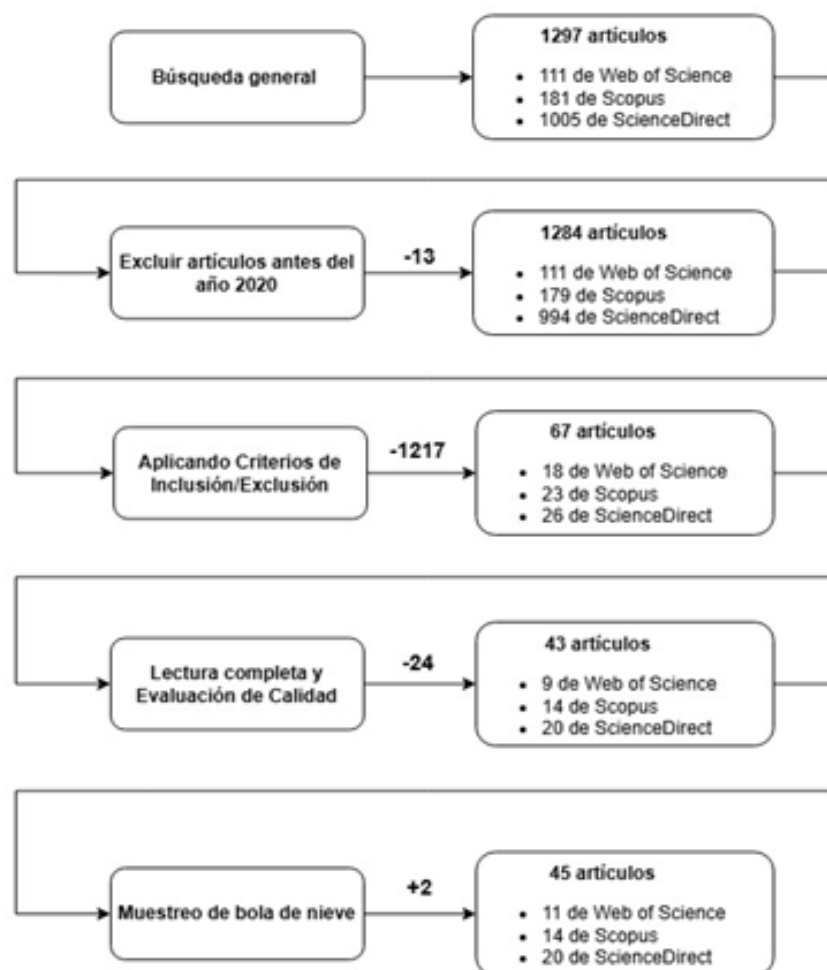 Búsqueda general
1297 artículos
• 111 de Web of Science
• 181 de Scopus
• 1005 de ScienceDirect
Excluir artículos antes del
año 2020
-13
1284 artículos
• 111 de Web of Science
• 179 de Scopus
• 994 de ScienceDirect
Aplicando Criterios de
Inclusión/Exclusión
-1217
67 artículos
• 18 de Web of Science
• 23 de Scopus
• 26 de ScienceDirect
Lectura completa y
Evaluación de Calidad
-24
43 artículos
• 9 de Web of Science
• 14 de Scopus
• 20 de ScienceDirect
Muestreo de bola de nieve
+2
45 artículos
• 11 de Web of Science
• 14 de Scopus
• 20 de ScienceDirect